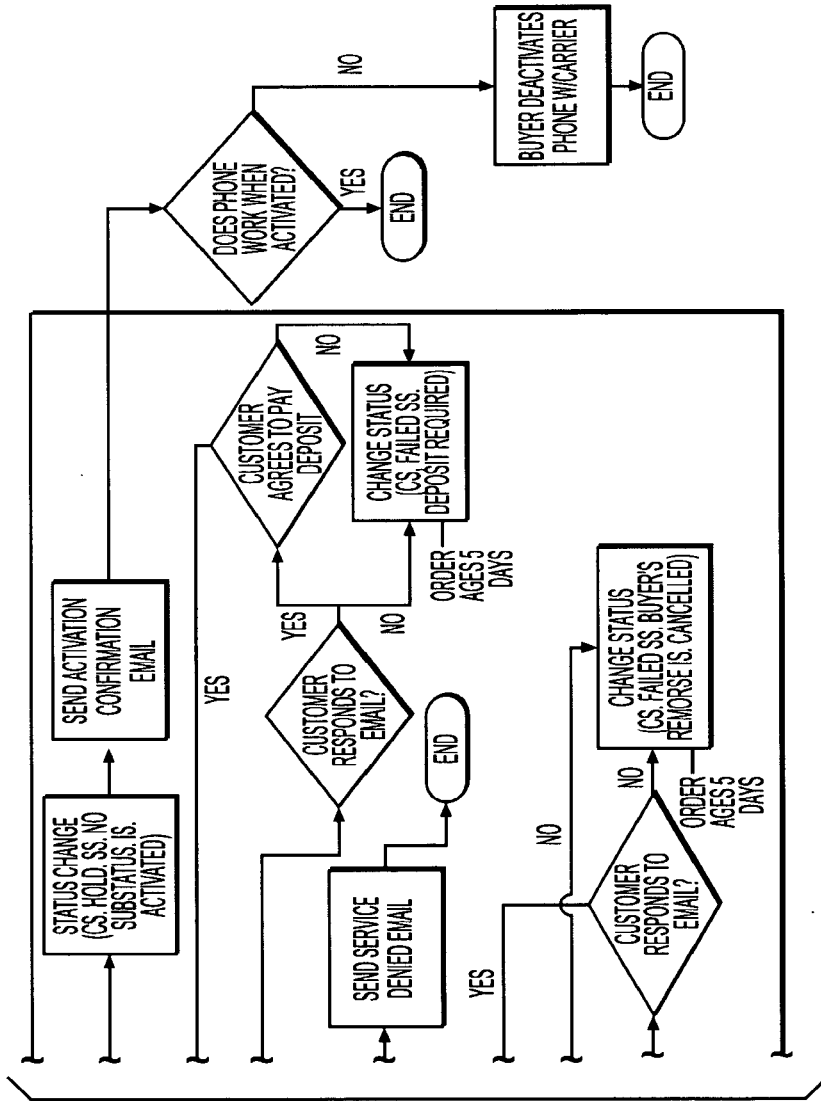 STATUS CHANGE
(CS. HOLD. SS. NO
SUBSTATUS. IS.
ACTIVATED)
SEND ACTIVATION
CONFIRMATION
EMAIL
DOES PHONE
WORK WHEN
ACTIVATED?
YES
END
NO
BUYER DEACTIVATES
PHONE W/CARRIER
END
YES
CUSTOMER
AGREES TO PAY
DEPOSIT
NO
CUSTOMER
RESPONDS TO
EMAIL?
YES
NO
CHANGE STATUS
(CS, FAILED SS.
DEPOSIT REQUIRED)
ORDER
AGES 5
DAYS
SEND SERVICE
DENIED EMAIL
END
YES
NO
CUSTOMER
RESPONDS TO
EMAIL?
NO
CHANGE STATUS
(CS. FAILED SS. BUYER'S
REMORSE IS. CANCELLED)
ORDER
AGES 5
DAYS